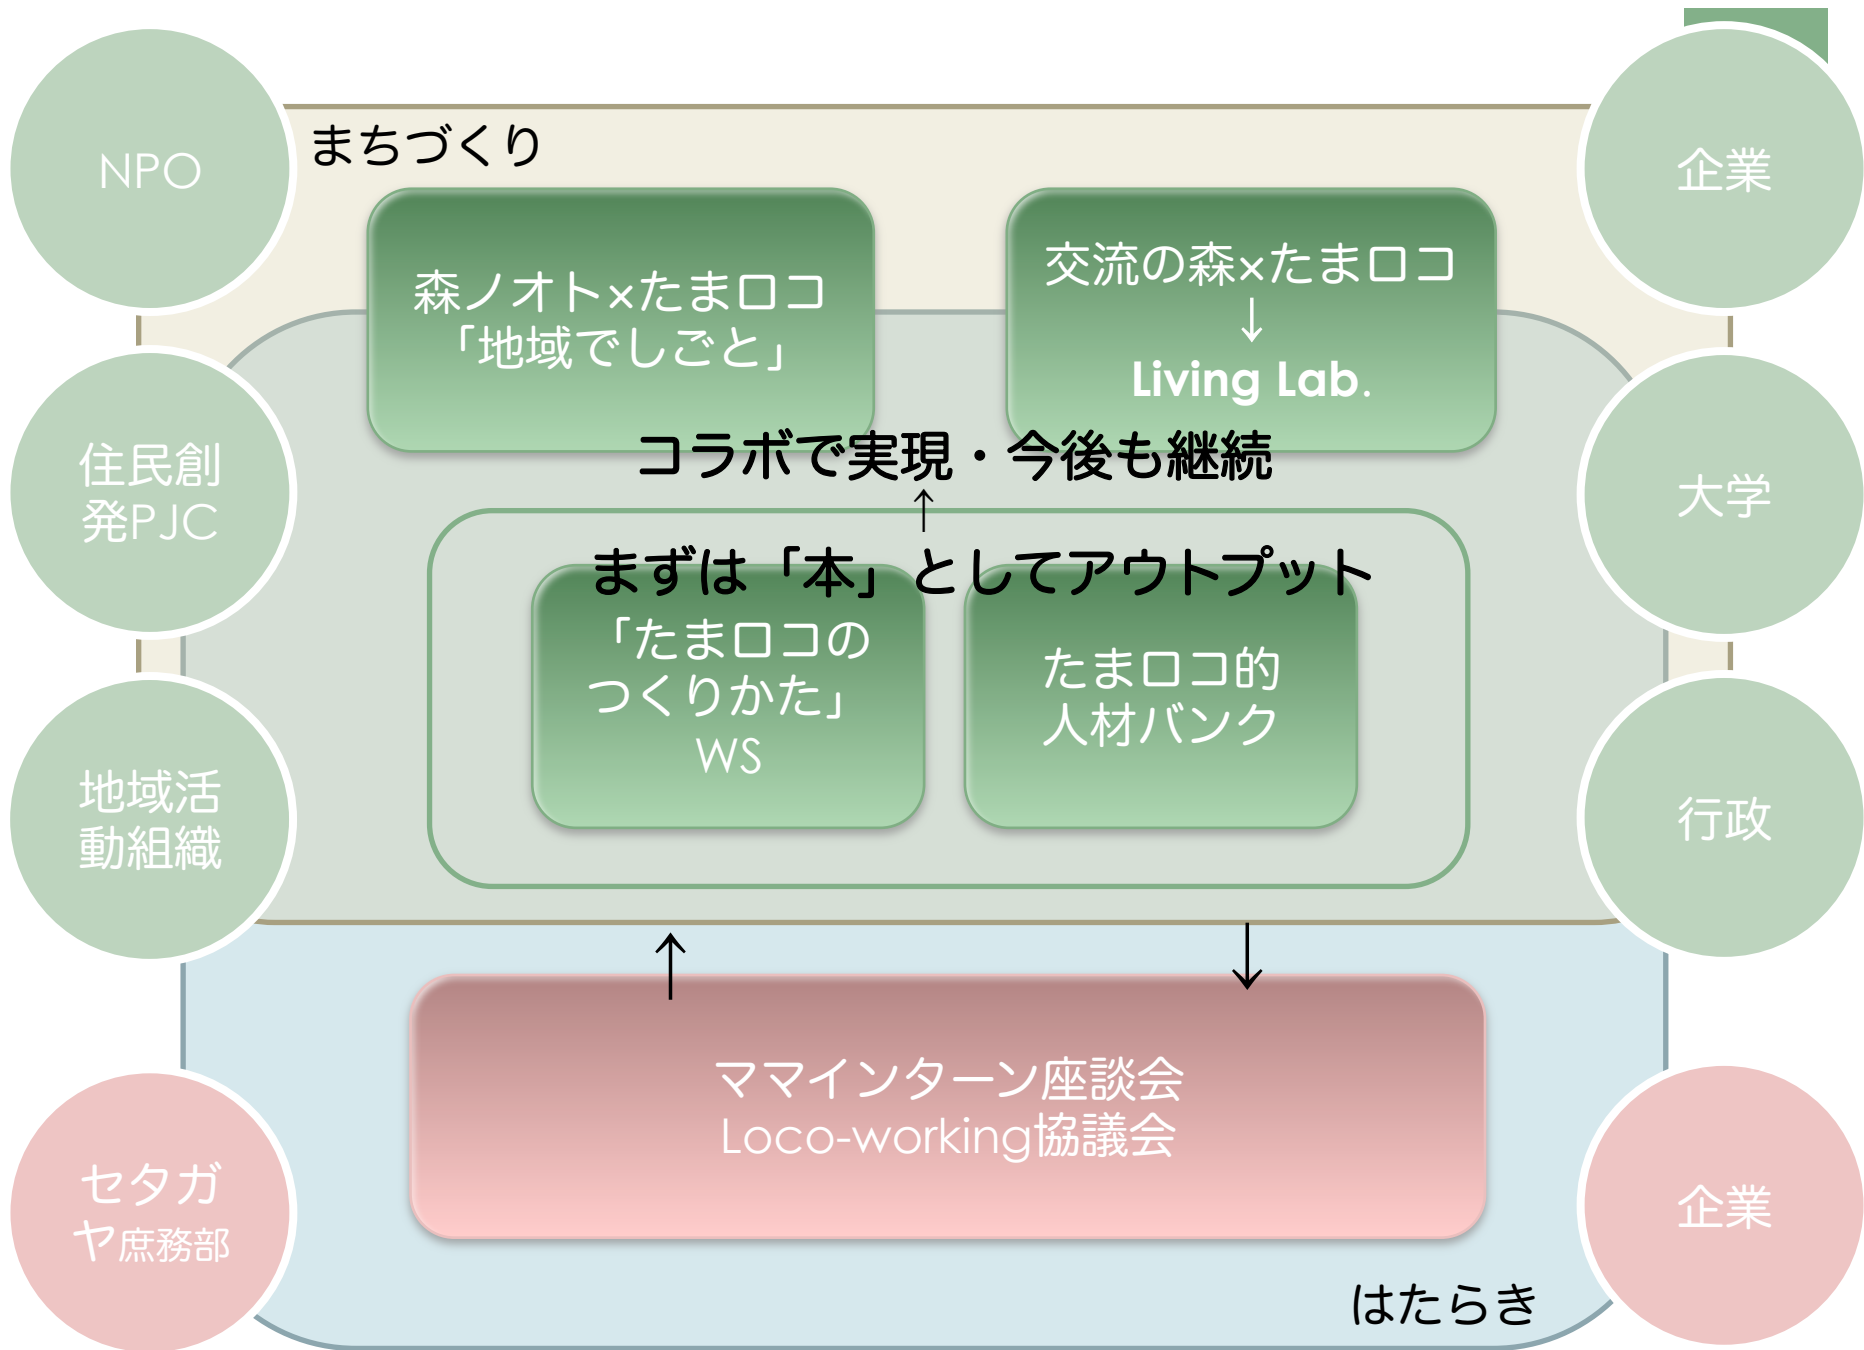 NPO
まちづくり
企業
森ノオト×たまロコ
「地域でしごと」
交流の森×たまロコ
↓
Living Lab.
コラボで実現・今後も継続
↑
住民創
発PJC
大学
まずは「本」としてアウトプット
「たまロコの
つくりかた」
WS
たまロコ的
人材バンク
地域活
動組織
行政
↑
↓
ママインターン座談会
Loco-working協議会
セタガ
ヤ庶務部
企業
はたらき